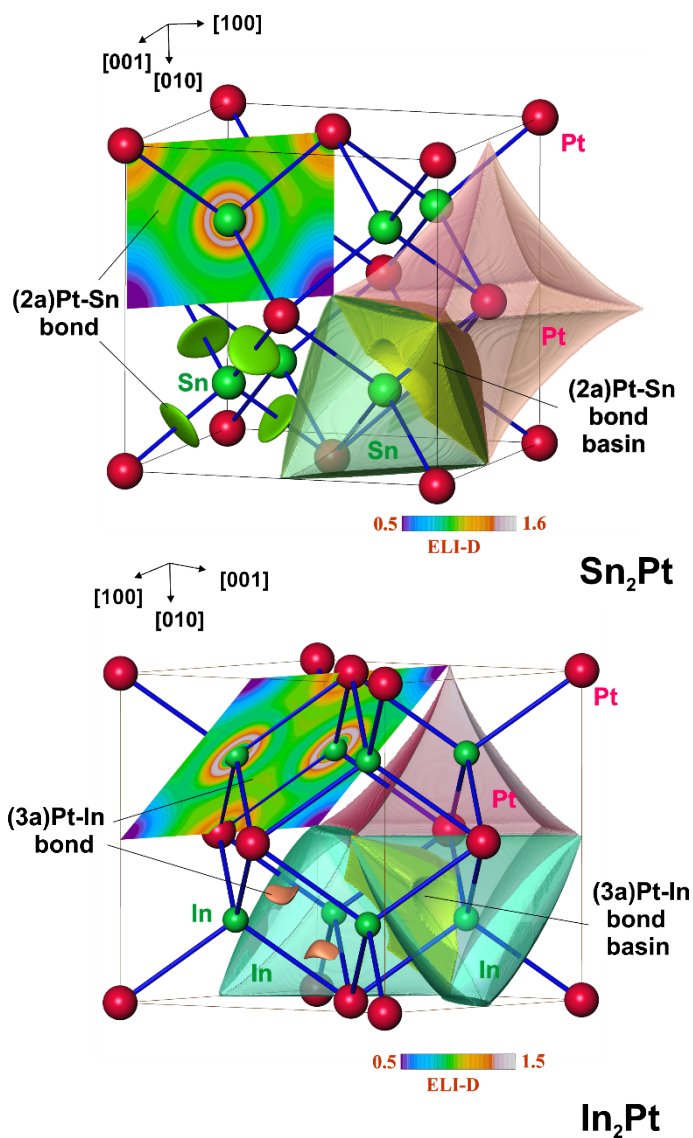 [100]
[001]
[010]
Pt
(2a)Pt-Sn
bond
Pt
Sn
(2a)Pt-Sn
bond
basin
Sn
0.5 1.6
ELI-D
Sn₂Pt
[100]
[001]
[010]
Pt
Pt
(3a)Pt-In
bond
(3a)Pt-In
bond
basin
In
In
In
0.5 1.5
ELI-D
In₂Pt